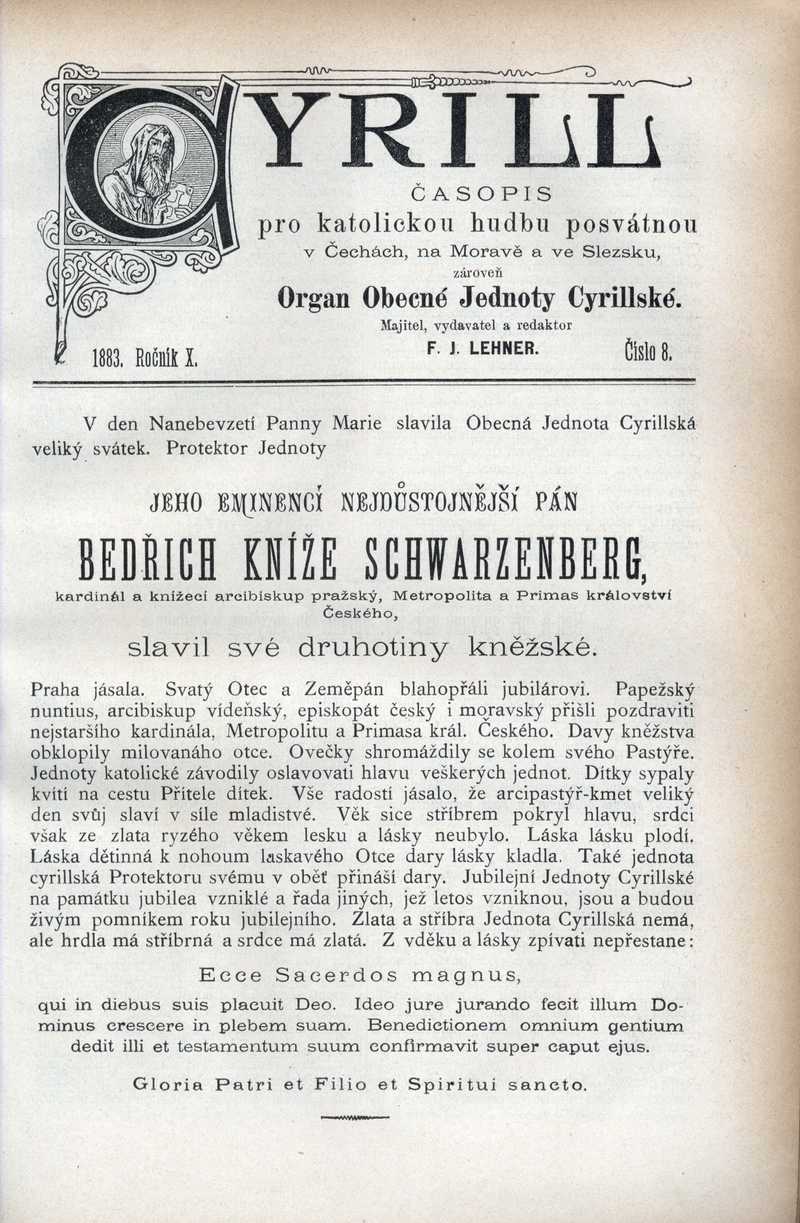 CYRILL
ČASOPIS
pro katolickou hudbu posvátnou
v Čechách, na Moravě a ve Slezsku,
zároveň
Organ Obecné Jednoty Cyrillské.
Majitel, vydavatel a redaktor
F. J. LEHNER.
1883. Ročník X.
Číslo 8.
V den Nanebevzetí Panny Marie slavila Obecná Jednota Cyrillská
veliký svátek. Protektor Jednoty
JEHO EMINENCÍ NEJDŮSTOJNĚJŠÍ PÁN
BEDŘICH KNÍŽE SCHWARZENBERG,
kardinál a knížecí arcibiskup pražský, Metropolita a Primas království
Českého,
slavil své druhotiny kněžské.
Praha jásala. Svatý Otec a Zeměpán blahopřáli jubilárovi. Papežský
nuntius, arcibiskup vídeňský, episkopát český i moravský přišli pozdraviti
nejstaršího kardinála, Metropolitu a Primasa král. Českého. Davy kněžstva
obklopily milovaného otce. Ovečky shromáždily se kolem svého Pastýře.
Jednoty katolické závodily oslavovati hlavu veškerých jednot. Dítky sypaly
kvítí na cestu Přítele dítek. Vše radostí jásalo, že arcipastýř-kmet veliký
den svůj slaví v síle mladistvé. Věk sice stříbrem pokryl hlavu, srdci
však ze zlata ryzého věkem lesku a lásky neubylo. Láska lásku plodí.
Láska dětinná k nohoum laskavého Otce dary lásky kladla. Také jednota
cyrillská Protektoru svému v oběť přináší dary. Jubilejní Jednoty Cyrillské
na památku jubilea vzniklé a řada jiných, jež letos vzniknou, jsou a budou
živým pomníkem roku jubilejního. Zlata a stříbra Jednota Cyrillská nemá,
ale hrdla má stříbrná a srdce má zlatá. Z vděku a lásky zpívati nepřestane:
Ecce Sacerdos magnus,
qui in diebus suis placuit Deo. Ideo jure jurando fecit illum Do-
minus crescere in plebem suam. Benedictionem omnium gentium
dedit illi et testamentum suum confirmavit super caput ejus.
Gloria Patri et Filio et Spiritui sancto.